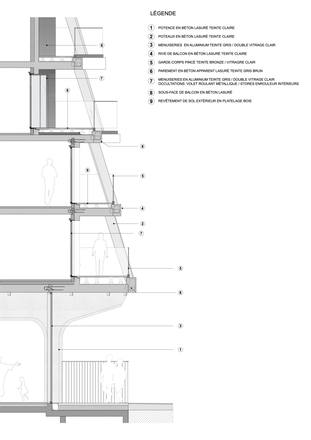 LÉGENDE
1 POTENCE EN BÉTON LASURÉ TEINTE CLAIRE
2 POTEAUX EN BÉTON LASURÉ TEINTE CLAIRE
3 MENUISERIES EN ALUMINIUM TEINTE GRIS / DOUBLE VITRAGE CLAIR
4 RIVE DE BALCON EN BÉTON LASURÉ TEINTE CLAIRE
5 GARDE-CORPS TEINTE BRONZE / VITRAGE CLAIR
6 PAREMENT EN BÉTON APPARENT LASURÉ TEINTE GRIS BRUN
7 MENUISERIES EN ALUMINIUM TEINTE GRIS / DOUBLE VITRAGE CLAIR
OCCULTATIONS: VOLET ROULANT MÉTALLIQUE / STORES ENROULEUR INTÉRIEURS
8 SOUS-FACE DE BALCON EN BÉTON LASURÉ
9 REVÊTEMENT DE SOL EXTÉRIEUR EN PLATELAGE BOIS